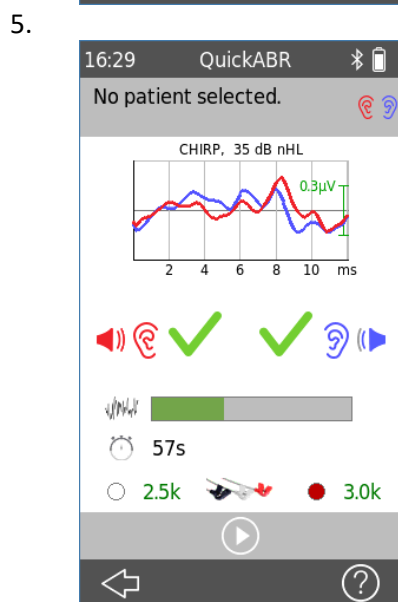 5.
16:29 QuickABR
No patient selected.
CHIRP, 35 dB nHL
0.3µV
2 4 6 8 10 ms
57s
2.5k 3.0k
?